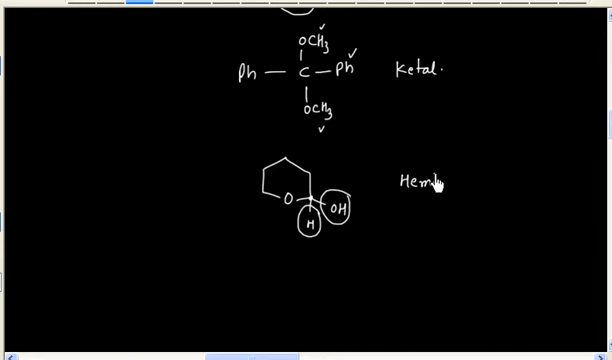 OCH3
Ph — C — Ph Ketal.
OCH3
Hem
O OH
H